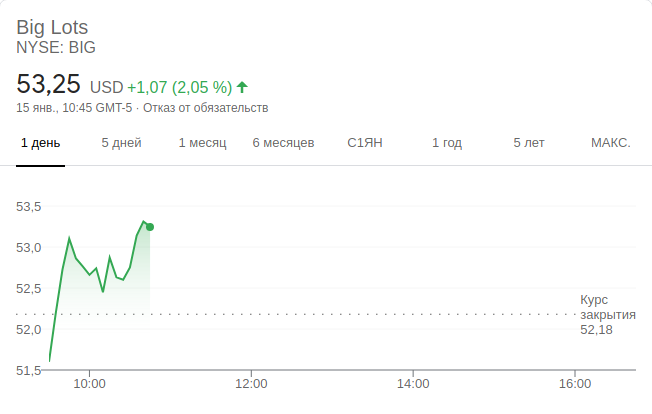 Big Lots
NYSE: BIG
53,25 USD +1,07 (2,05 %)
15 янв., 10:45 GMT-5 · Отказ от обязательств
1 день 5 дней 1 месяц 6 месяцев С1ЯН 1 год 5 лет МАКС.
53,5
53,0
52,5
Курс
закрытия
52,18
52,0
51,5
10:00 12:00 14:00 16:00